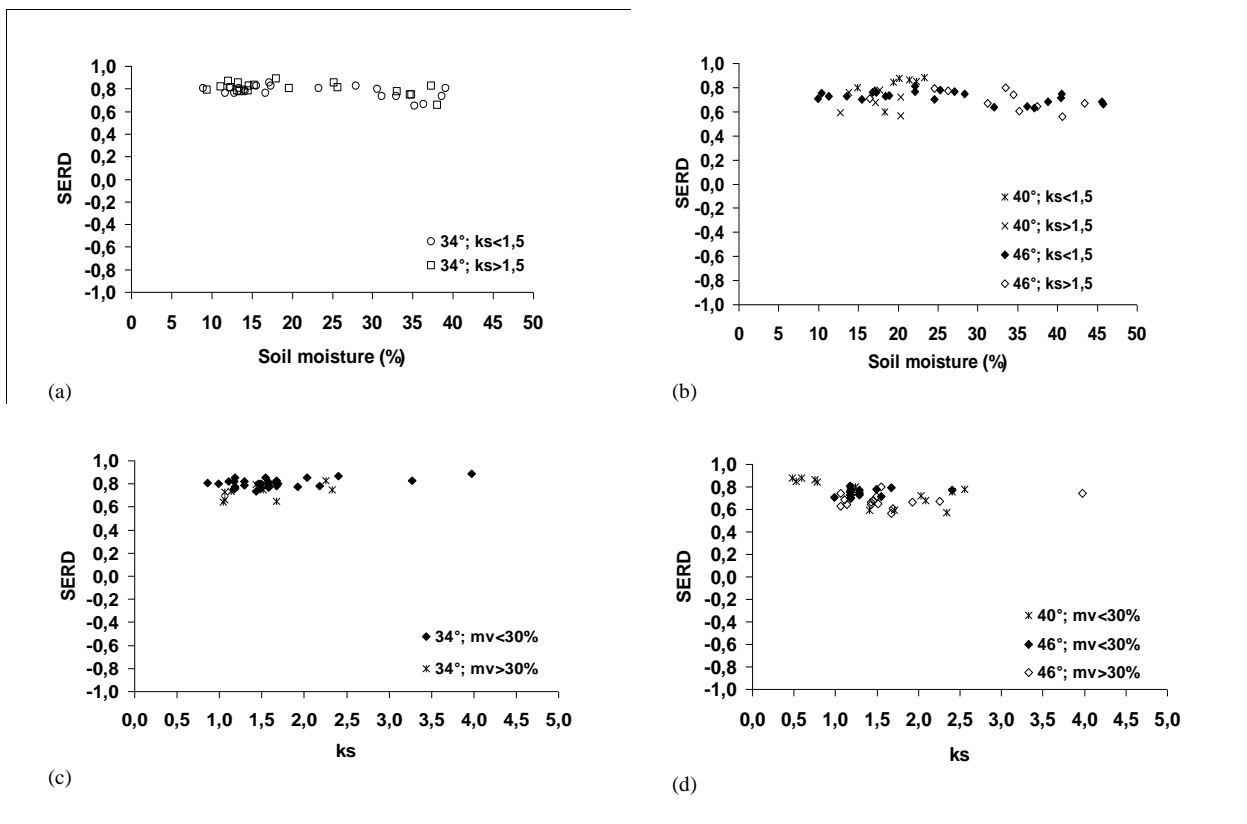 1,0
0,8
0,6
0,4
0,2
0,0
-0,2
-0,4
-0,6
-0,8
-1,0
SERD
0 5 10 15 20 25 30 35 40 45 50
Soil moisture (%)
34°; ks<1,5
34°; ks>1,5
(a)
1,0
0,8
0,6
0,4
0,2
0,0
-0,2
-0,4
-0,6
-0,8
-1,0
SERD
0 5 10 15 20 25 30 35 40 45 50
Soil moisture (%)
40°; ks<1,5
40°; ks>1,5
46°; ks<1,5
46°; ks>1,5
(b)
1,0
0,8
0,6
0,4
0,2
0,0
-0,2
-0,4
-0,6
-0,8
-1,0
SERD
0,0 0,5 1,0 1,5 2,0 2,5 3,0 3,5 4,0 4,5 5,0
ks
34°; mv<30%
34°; mv>30%
(c)
1,0
0,8
0,6
0,4
0,2
0,0
-0,2
-0,4
-0,6
-0,8
-1,0
SERD
0,0 0,5 1,0 1,5 2,0 2,5 3,0 3,5 4,0 4,5 5,0
ks
40°; mv<30%
46°; mv<30%
46°; mv>30%
(d)